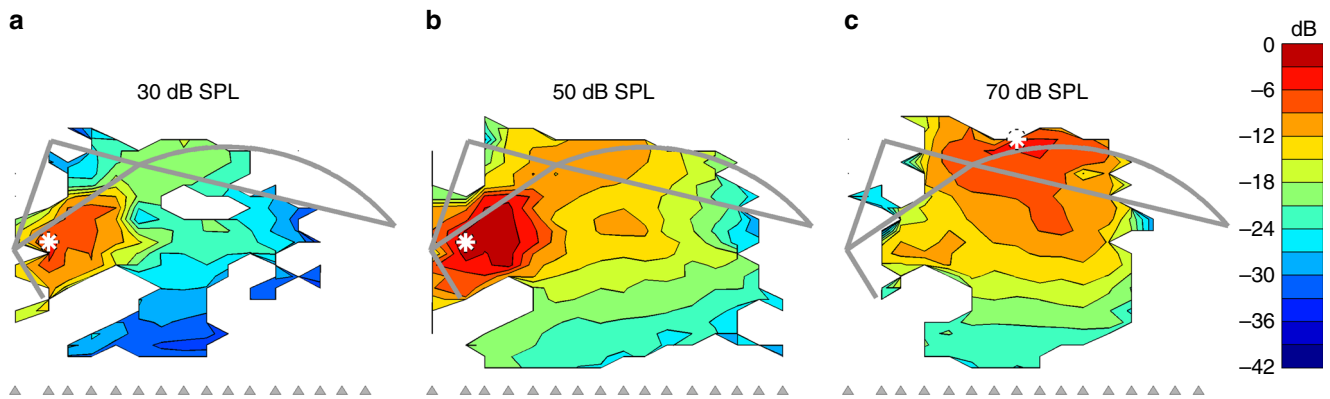 a
b
c
30 dB SPL
50 dB SPL
70 dB SPL
dB
0
–6
–12
–18
–24
–30
–36
–42